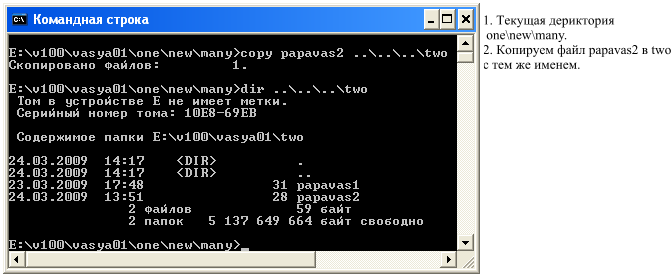 Командная строка
E:\v100\vasya01\one\new\many>copy papavas2 ..\..\..\two
Скопировано файлов:         1.
E:\v100\vasya01\one\new\many>dir ..\..\..\two
Том в устройстве E не имеет метки.
Серийный номер тома: 10E8-69EB
Содержимое папки E:\v100\vasya01\two
24.03.2009  14:17    <DIR>          .
24.03.2009  14:17    <DIR>          ..
23.03.2009  17:48                31 papavas1
24.03.2009  13:51                28 papavas2
2 файлов             59 байт
2 папок   5 137 649 664 байт свободно
E:\v100\vasya01\one\new\many>_
1. Текущая дериктория
one\new\many.
2. Копируем файл papavas2 в two
с тем же именем.